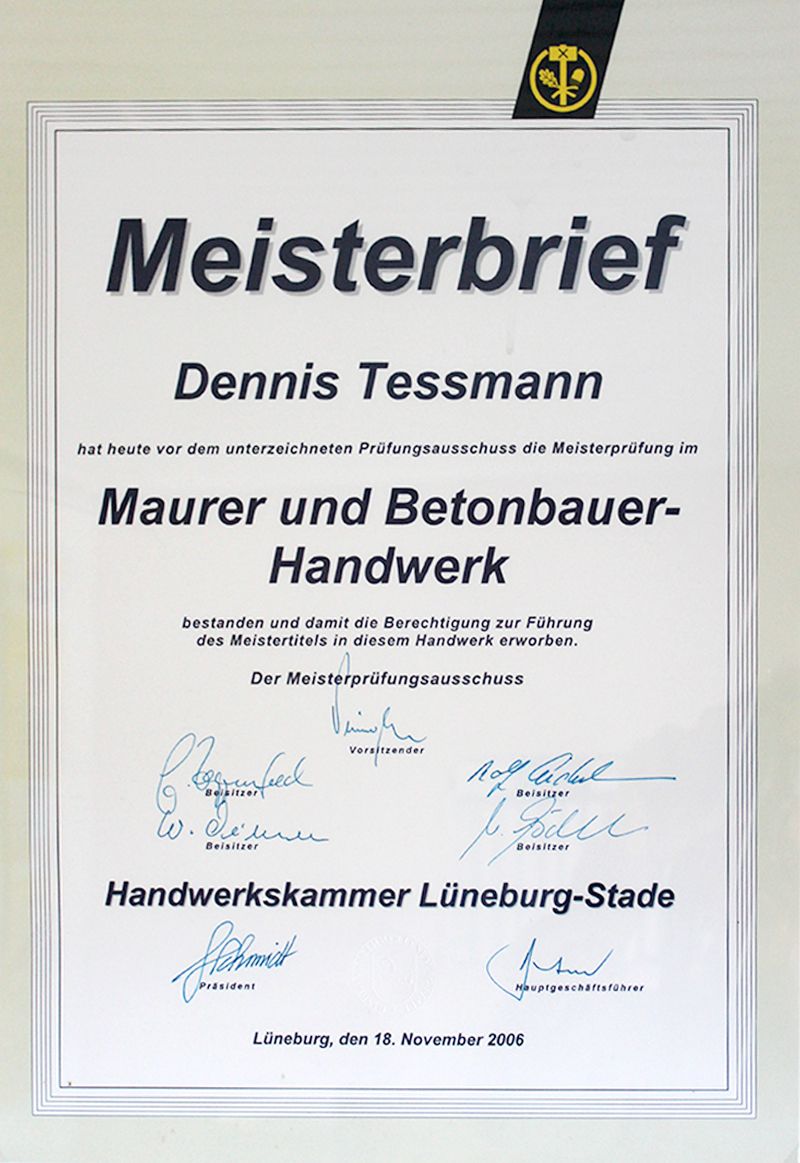 Meisterbrief
Dennis Tessmann
hat heute vor dem unterzeichneten Prüfungsausschuss die Meisterprüfung im
Maurer und Betonbauer-
Handwerk
bestanden und damit die Berechtigung zur Führung
des Meistertitels in diesem Handwerk erworben.
Der Meisterprüfungsausschuss
Vorsitzender
Beisitzer
Rolf
Beisitzer
W.
Beisitzer
Beisitzer
Handwerkskammer Lüneburg-Stade
Schmidt
Präsident
Hauptgeschäftsführer
Lüneburg, den 18. November 2006